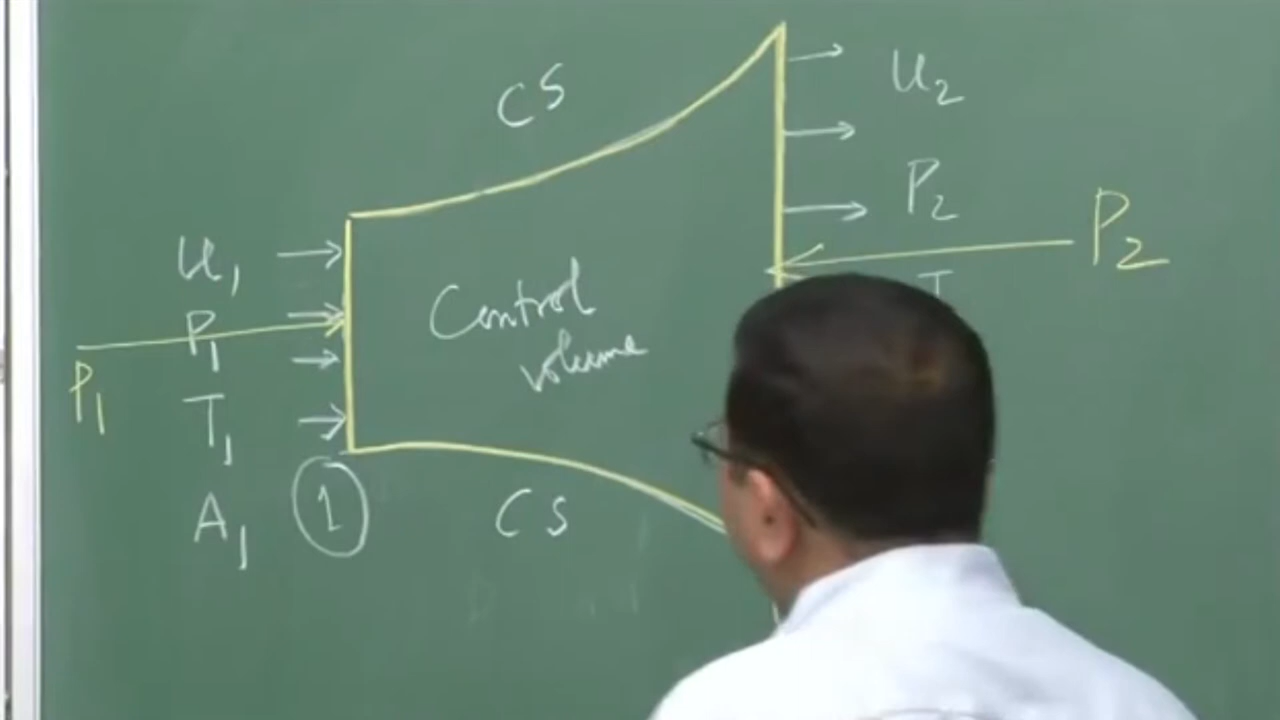 CS
u₂
P₂
P₂
T
u₁
P₁
P₁
T₁
A₁
1
Control
volume
CS